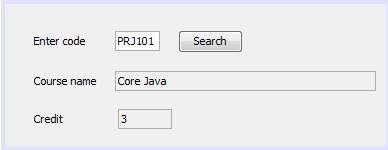 Enter code PRJ101 Search
Course name Core Java
Credit 3